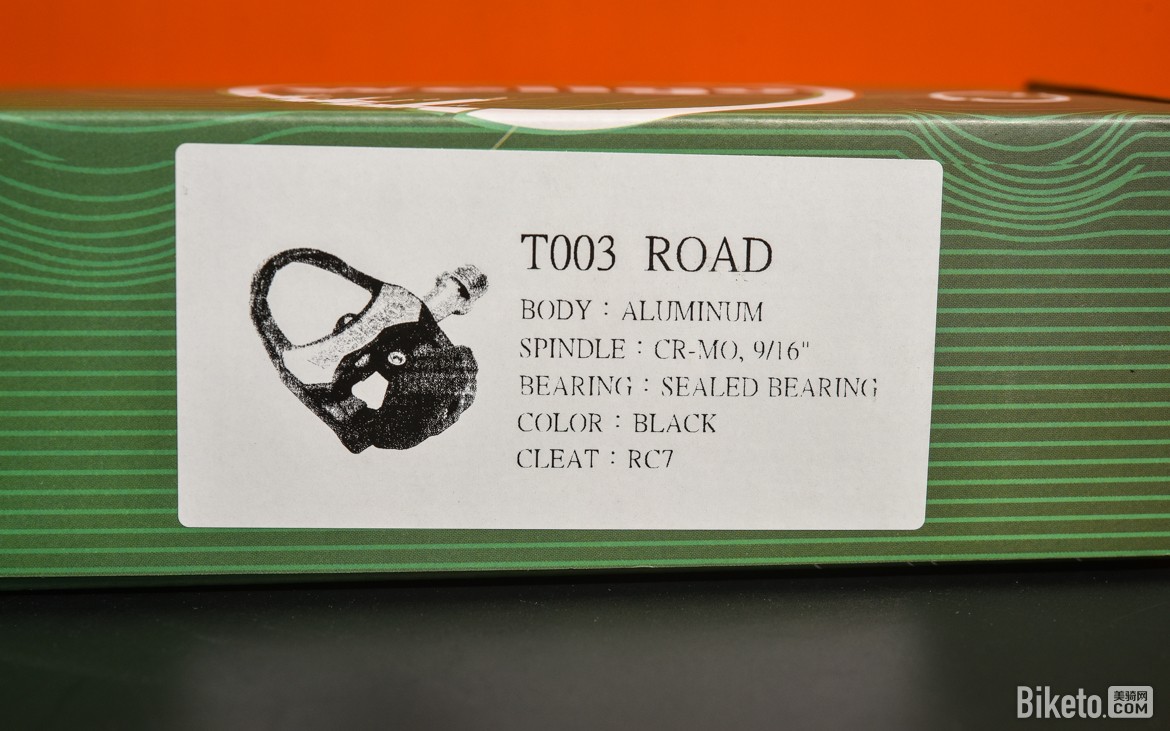 T003 ROAD
BODY : ALUMINUM
SPINDLE : CR-MO, 9/16"
BEARING : SEALED BEARING
COLOR : BLACK
CLEAT : RC7
Biketo.美骑网
COM